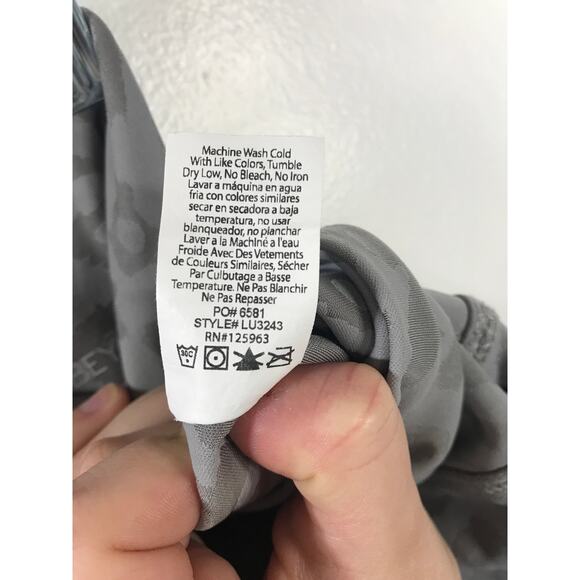 Machine Wash Cold
With Like Colors, Tumble
Dry Low, No Bleach, No Iron
Lavar a máquina en agua
fria con colores similares
secar en secadora a baja
temperatura, no usar
blanqueador, no planchar
Laver a la Machiné a l'eau
Froide Avec Des Vetements
de Couleurs Similaires, Sécher
Par Culbutage a Basse
Temperature. Ne Pas Blanchir
Ne Pas Repasser
PO# 6581
STYLE# LU3243
RN#125963
30C